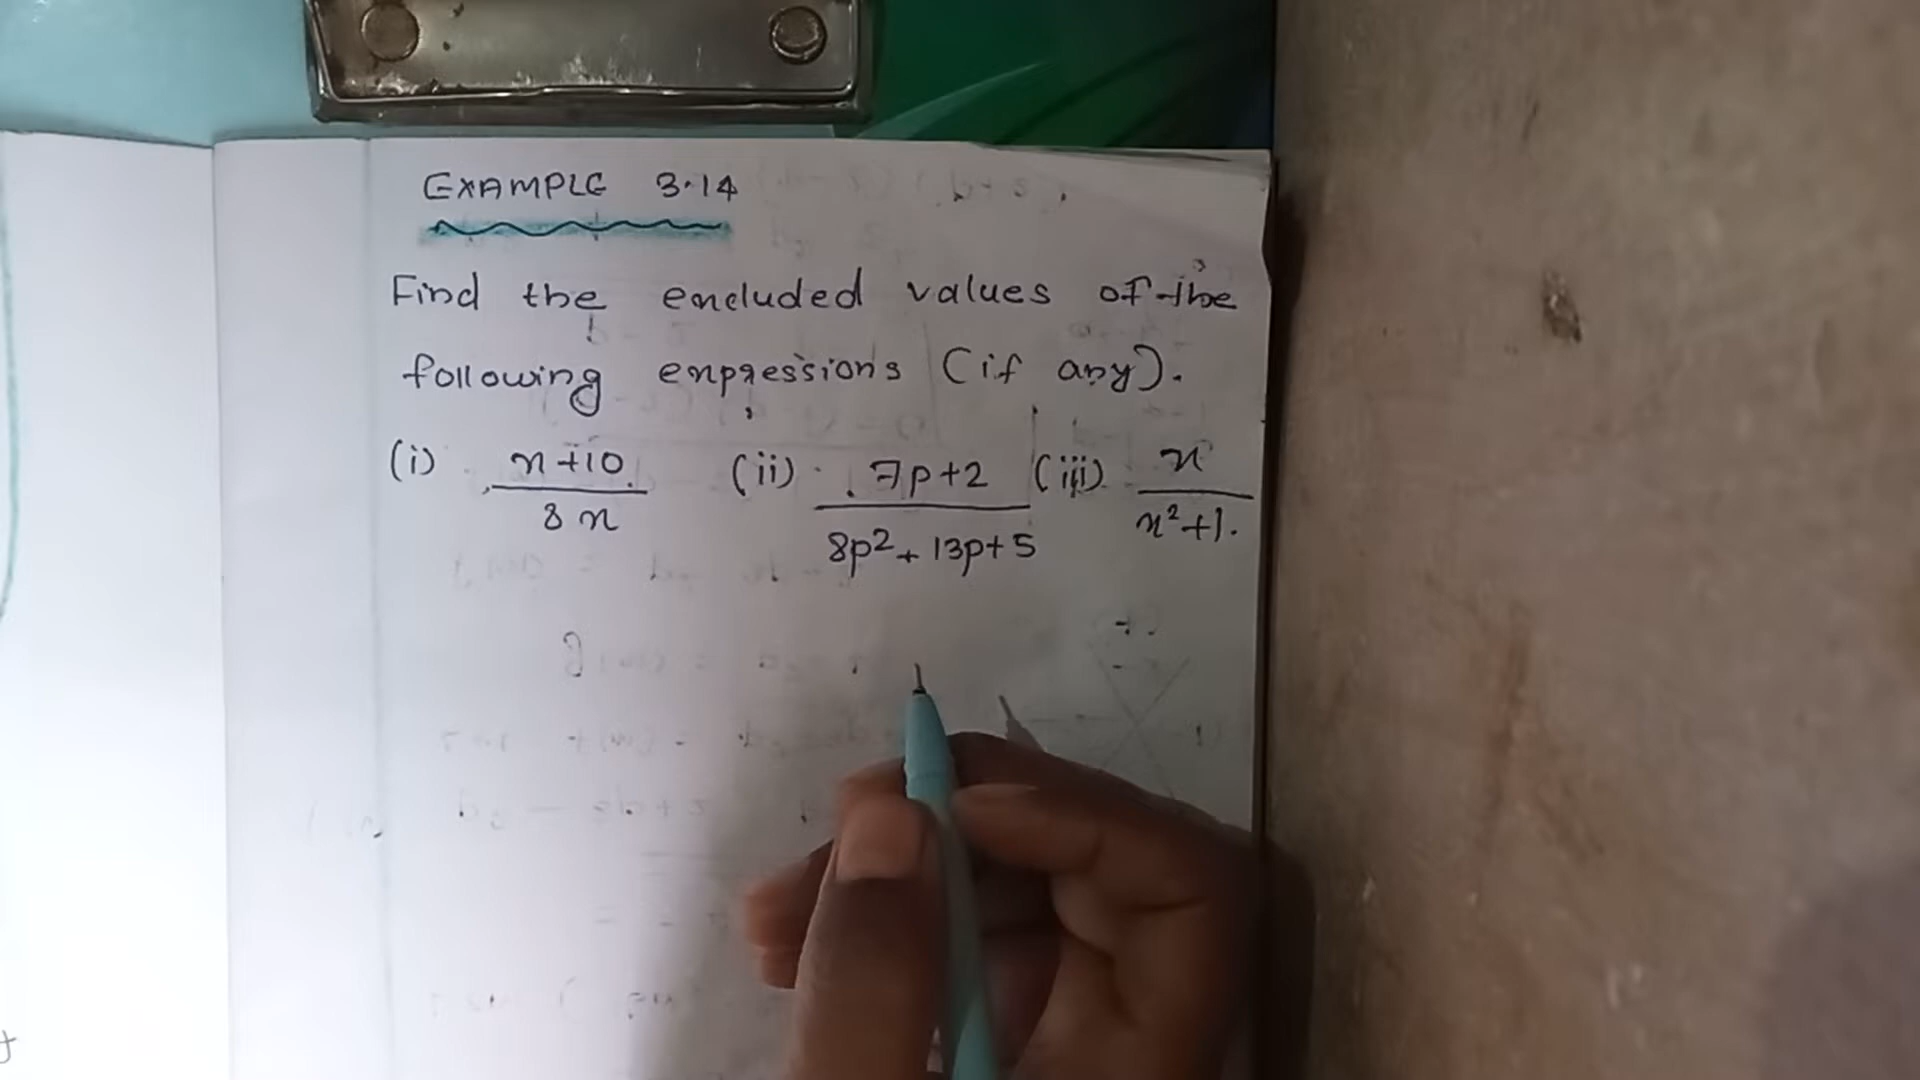 EXAMPLE 3.14
Find the excluded values of the
following expressions (if any).
(i) x+10 / 8x (ii) 7p+2 / 8p²+13p+5 (iii) x / x²+1.